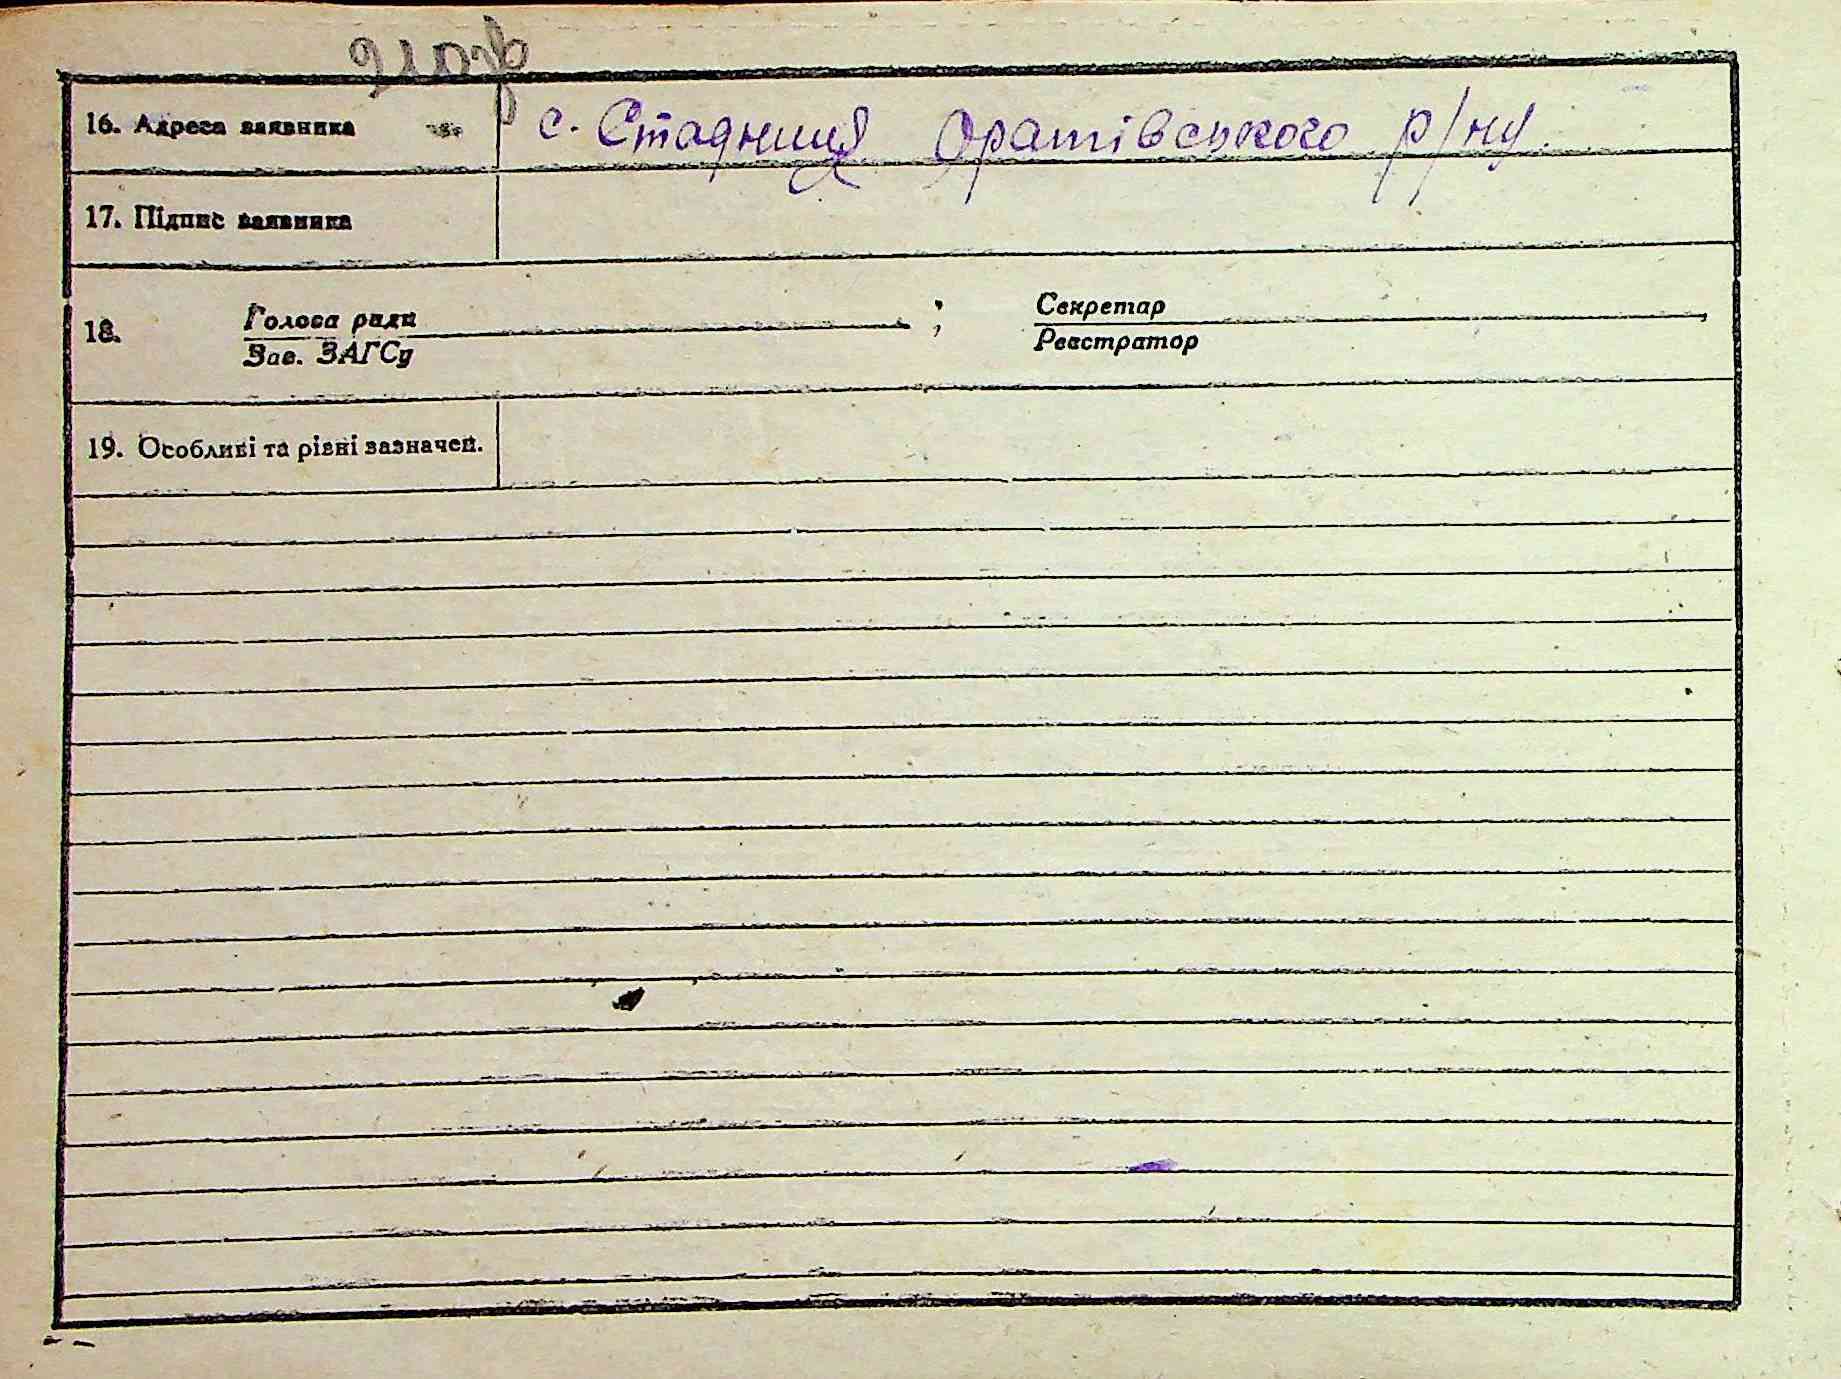 210зв
16. Адреса заявника с. Стадниця Оратівського р/ну
17. Підпис заявника
18. Голова ради ; Секретар ,
Зав. ЗАГСу Реєстратор
19. Особливі та різні зазначен.